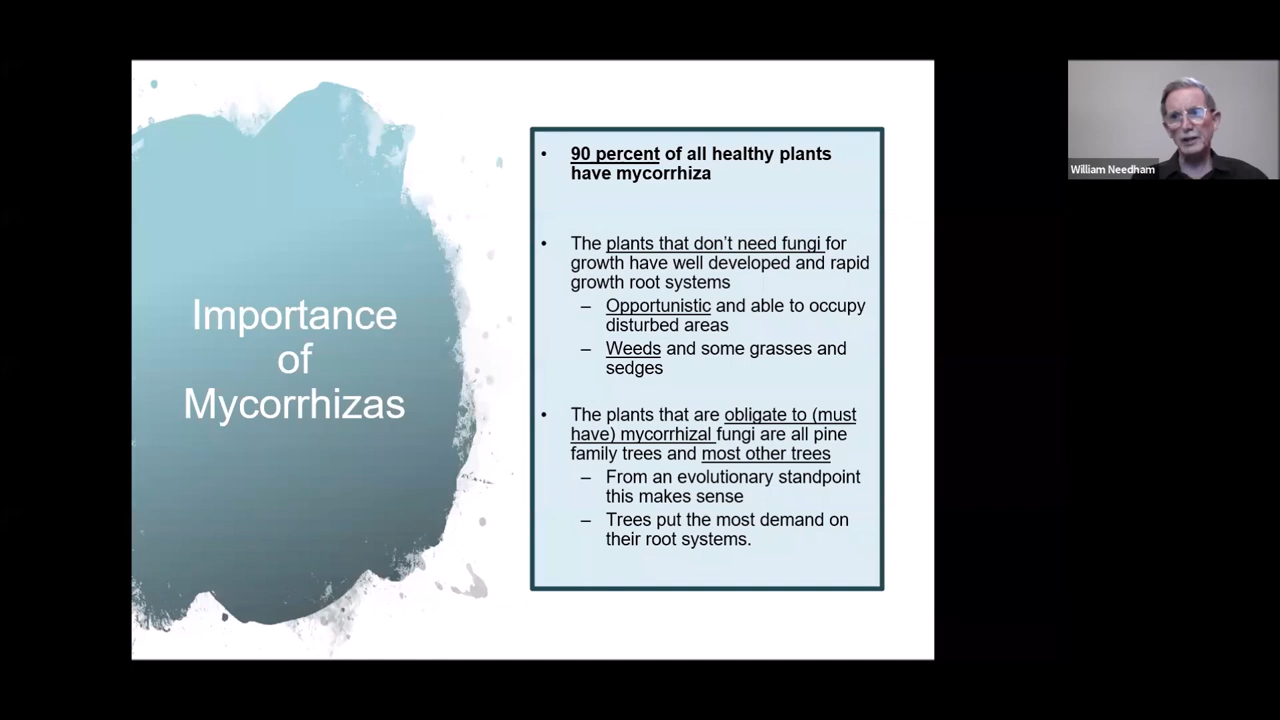 Importance
of
Mycorrhizas
• 90 percent of all healthy plants
have mycorrhiza
• The plants that don't need fungi for
growth have well developed and rapid
growth root systems
– Opportunistic and able to occupy
disturbed areas
– Weeds and some grasses and
sedges
• The plants that are obligate to (must
have) mycorrhizal fungi are all pine
family trees and most other trees
– From an evolutionary standpoint
this makes sense
– Trees put the most demand on
their root systems.
William Needham